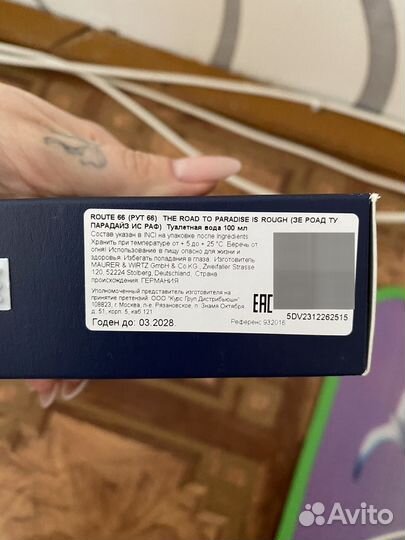 ROUTE 66 (РУТ 66)  THE ROAD TO PARADISE IS ROUGH (ЗЕ РОАД ТУ
ПАРАДАЙЗ ИС РАФ)  Туалетная вода 100 мл
Состав указан в INCI на упаковке после Ingredients
Хранить при температуре от + 5 до + 25 °C. Беречь от
огня! Использование в пищу опасно для жизни и
здоровья. Избегать попадания в глаза. Изготовитель
MAURER & WIRTZ GmbH & Co KG., Zweifaller Strasse
120, 52224 Stolberg, Deutschland, Страна
происхождения: ГЕРМАНИЯ
Уполномоченный представитель изготовителя на
принятие претензий: ООО "Курс Груп Дистрибьюшн"
108823, г. Москва, п-е. Рязановское, п. Знамя Октября
д. 51, корп. 5, каб 121
Годен до: 03.2028
EAC
5DV2312262515
Референс 932016
Avito